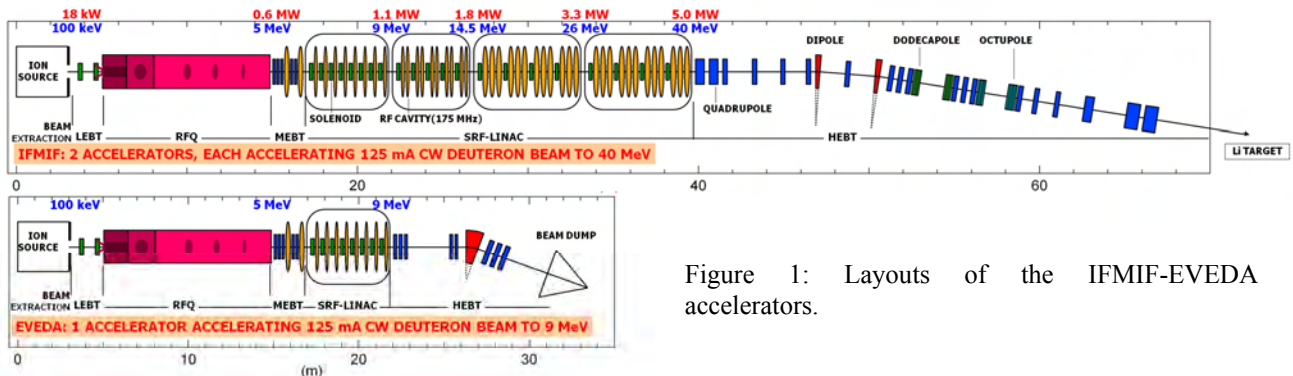 18 kW 0.6 MW 1.1 MW 1.8 MW 3.3 MW 5.0 MW
100 keV 5 MeV 9 MeV 14.5 MeV 26 MeV 40 MeV
ION
SOURCE
DIPOLE
DODECAPOLE
OCTUPOLE
SOLENOID
RF CAVITY(175 MHz)
QUADRUPOLE
BEAM
EXTRACTION LEBT RFQ MEBT SRF-LINAC HEBT
Li TARGET
IFMIF: 2 ACCELERATORS, EACH ACCELERATING 125 mA CW DEUTERON BEAM TO 40 MeV
0 20 40 60
100 keV 5 MeV 9 MeV
ION
SOURCE
BEAM DUMP
BEAM
EXTRACTION LEBT RFQ MEBT SRF-LINAC HEBT
EVEDA: 1 ACCELERATOR ACCELERATING 125 mA CW DEUTERON BEAM TO 9 MeV
0 10 20 30
(m)
Figure 1: Layouts of the IFMIF-EVEDA
accelerators.